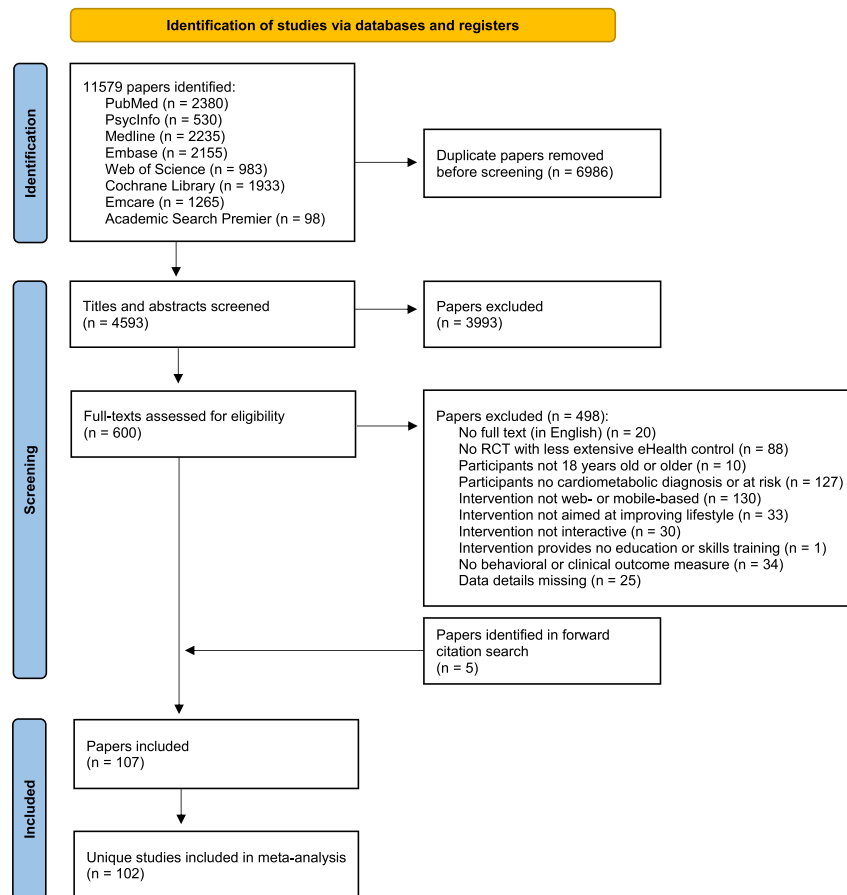 Identification of studies via databases and registers
Identification
11579 papers identified:
PubMed (n = 2380)
PsycInfo (n = 530)
Medline (n = 2235)
Embase (n = 2155)
Web of Science (n = 983)
Cochrane Library (n = 1933)
Emcare (n = 1265)
Academic Search Premier (n = 98)
Duplicate papers removed
before screening (n = 6986)
Screening
Titles and abstracts screened
(n = 4593)
Papers excluded
(n = 3993)
Full-texts assessed for eligibility
(n = 600)
Papers excluded (n = 498):
No full text (in English) (n = 20)
No RCT with less extensive eHealth control (n = 88)
Participants not 18 years old or older (n = 10)
Participants no cardiometabolic diagnosis or at risk (n = 127)
Intervention not web- or mobile-based (n = 130)
Intervention not aimed at improving lifestyle (n = 33)
Intervention not interactive (n = 30)
Intervention provides no education or skills training (n = 1)
No behavioral or clinical outcome measure (n = 34)
Data details missing (n = 25)
Papers identified in forward
citation search
(n = 5)
Included
Papers included
(n = 107)
Unique studies included in meta-analysis
(n = 102)